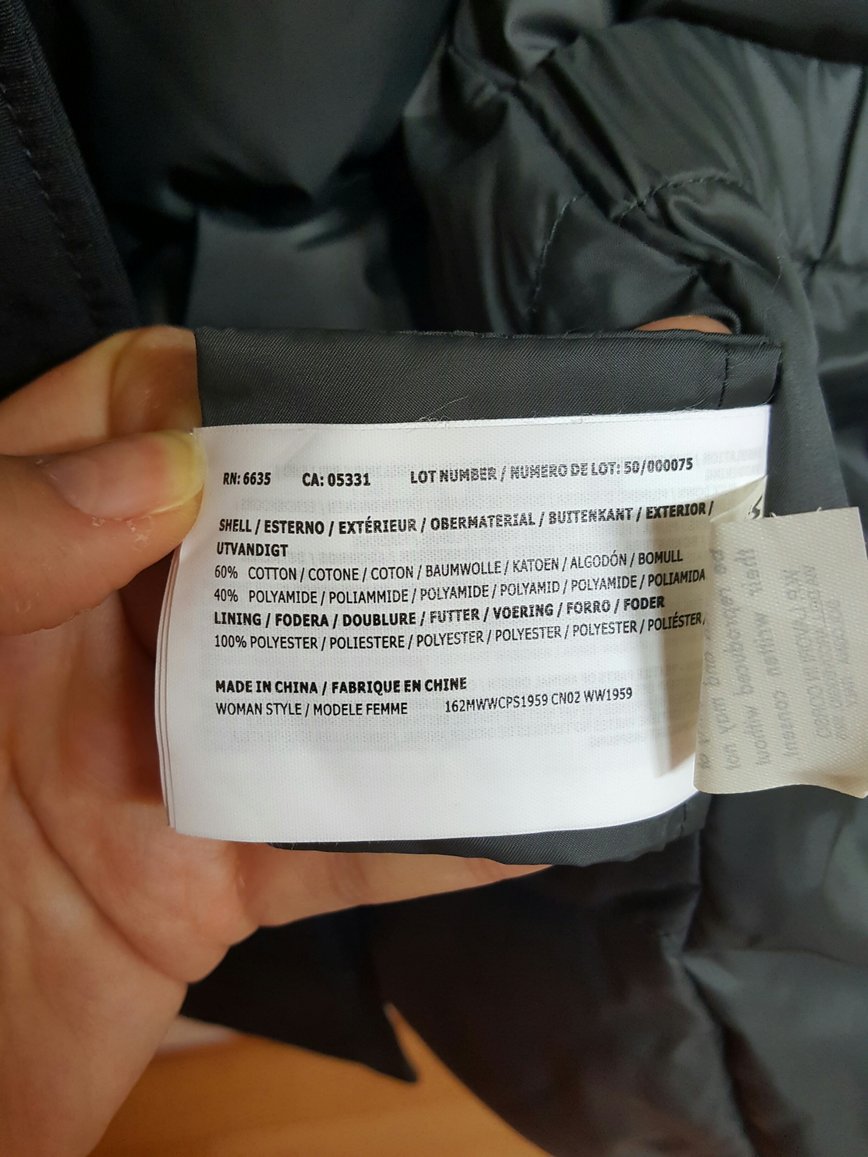 RN: 6635 CA: 05331 LOT NUMBER / NUMERO DE LOT: 50/000075
SHELL / ESTERNO / EXTÉRIEUR / OBERMATERIAL / BUITENKANT / EXTERIOR /
UTVANDIGT
60% COTTON / COTONE / COTON / BAUMWOLLE / KATOEN / ALGODÓN / BOMULL
40% POLYAMIDE / POLIAMMIDE / POLYAMIDE / POLYAMID / POLYAMIDE / POLIAMIDA
LINING / FODERA / DOUBLURE / FUTTER / VOERING / FORRO / FODER
100% POLYESTER / POLIESTERE / POLYESTER / POLYESTER / POLYESTER / POLIÉSTER/
MADE IN CHINA / FABRIQUE EN CHINE
WOMAN STYLE / MODELE FEMME 162MWWCPS1959 CN02 WW1959